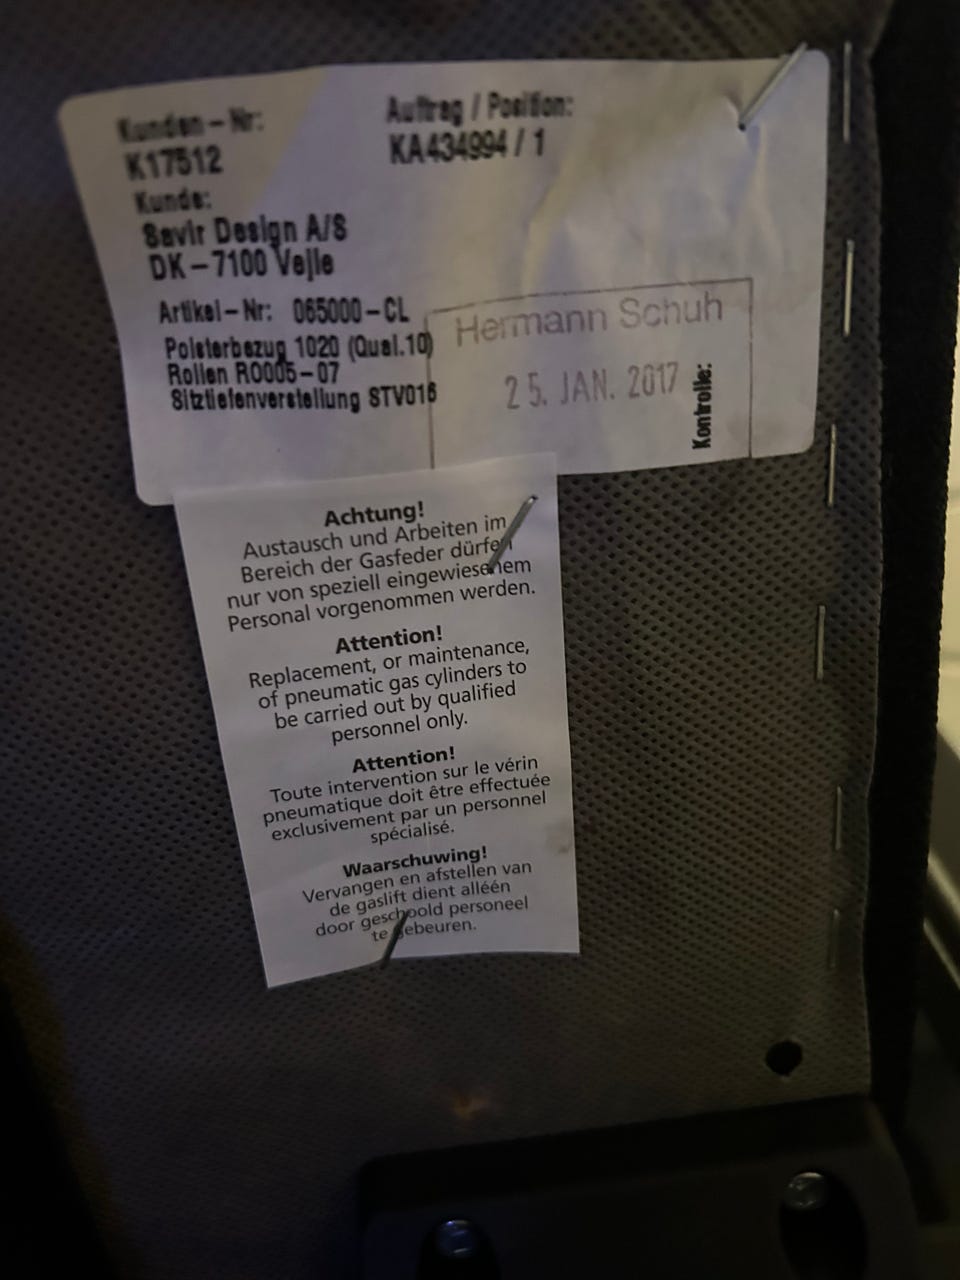 Kunden-Nr:
K17512
Auftrag / Position:
KA434994 / 1
Kunde:
Savir Design A/S
DK-7100 Vejle
Artikel-Nr: 065000-CL
Polsterbezug 1020 (Qual.10)
Rollen RO005-07
Sitztiefenverstellung STV016
Hermann Schuh
25. JAN. 2017
Kontrolle:
Achtung!
Austausch und Arbeiten im
Bereich der Gasfeder dürfen
nur von speziell eingewiesenem
Personal vorgenommen werden.
Attention!
Replacement, or maintenance,
of pneumatic gas cylinders to
be carried out by qualified
personnel only.
Attention!
Toute intervention sur le vérin
pneumatique doit être effectuée
exclusivement par un personnel
spécialisé.
Waarschuwing!
Vervangen en afstellen van
de gaslift dient alléén
door geschoold personeel
te gebeuren.